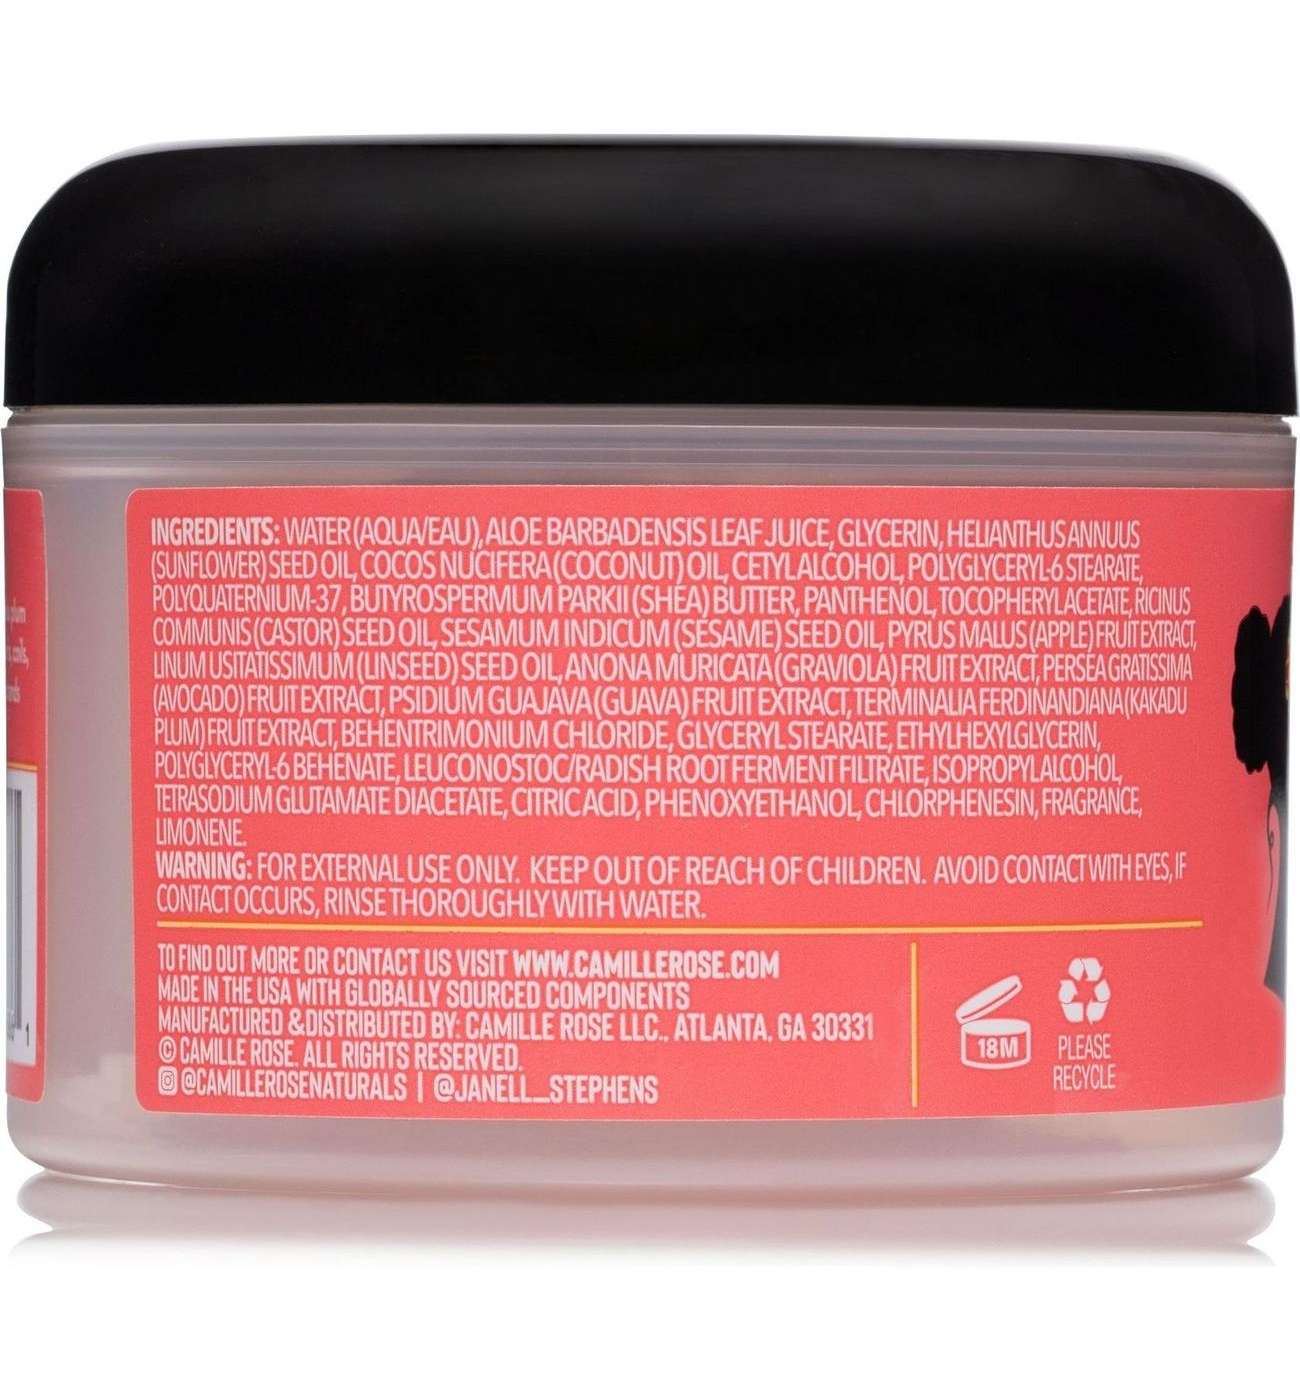 INGREDIENTS: WATER (AQUA/EAU), ALOE BARBADENSIS LEAF JUICE, GLYCERIN, HELIANTHUS ANNUUS
(SUNFLOWER) SEED OIL, COCOS NUCIFERA (COCONUT) OIL, CETYL ALCOHOL, POLYGLYCERYL-6 STEARATE,
POLYQUATERNIUM-37, BUTYROSPERMUM PARKII (SHEA) BUTTER, PANTHENOL, TOCOPHERYL ACETATE, RICINUS
COMMUNIS (CASTOR) SEED OIL, SESAMUM INDICUM (SESAME) SEED OIL, PYRUS MALUS (APPLE) FRUIT EXTRACT,
LINUM USITATISSIMUM (LINSEED) SEED OIL, ANONA MURICATA (GRAVIOLA) FRUIT EXTRACT, PERSEA GRATISSIMA
(AVOCADO) FRUIT EXTRACT, PSIDIUM GUAJAVA (GUAVA) FRUIT EXTRACT, TERMINALIA FERDINANDIANA (KAKADU
PLUM) FRUIT EXTRACT, BEHENTRIMONIUM CHLORIDE, GLYCERYL STEARATE, ETHYLHEXYLGLYCERIN,
POLYGLYCERYL-6 BEHENATE, LEUCONOSTOC/RADISH ROOT FERMENT FILTRATE, ISOPROPYL ALCOHOL,
TETRASODIUM GLUTAMATE DIACETATE, CITRIC ACID, PHENOXYETHANOL, CHLORPHENESIN, FRAGRANCE,
LIMONENE.
WARNING: FOR EXTERNAL USE ONLY. KEEP OUT OF REACH OF CHILDREN. AVOID CONTACT WITH EYES, IF
CONTACT OCCURS, RINSE THOROUGHLY WITH WATER.
TO FIND OUT MORE OR CONTACT US VISIT WWW.CAMILLEROSE.COM
MADE IN THE USA WITH GLOBALLY SOURCED COMPONENTS
MANUFACTURED & DISTRIBUTED BY: CAMILLE ROSE LLC., ATLANTA, GA 30331
© CAMILLE ROSE. ALL RIGHTS RESERVED.
@CAMILLEROSENATURALS | @JANELL_STEPHENS
18M
PLEASE
RECYCLE
plum
1